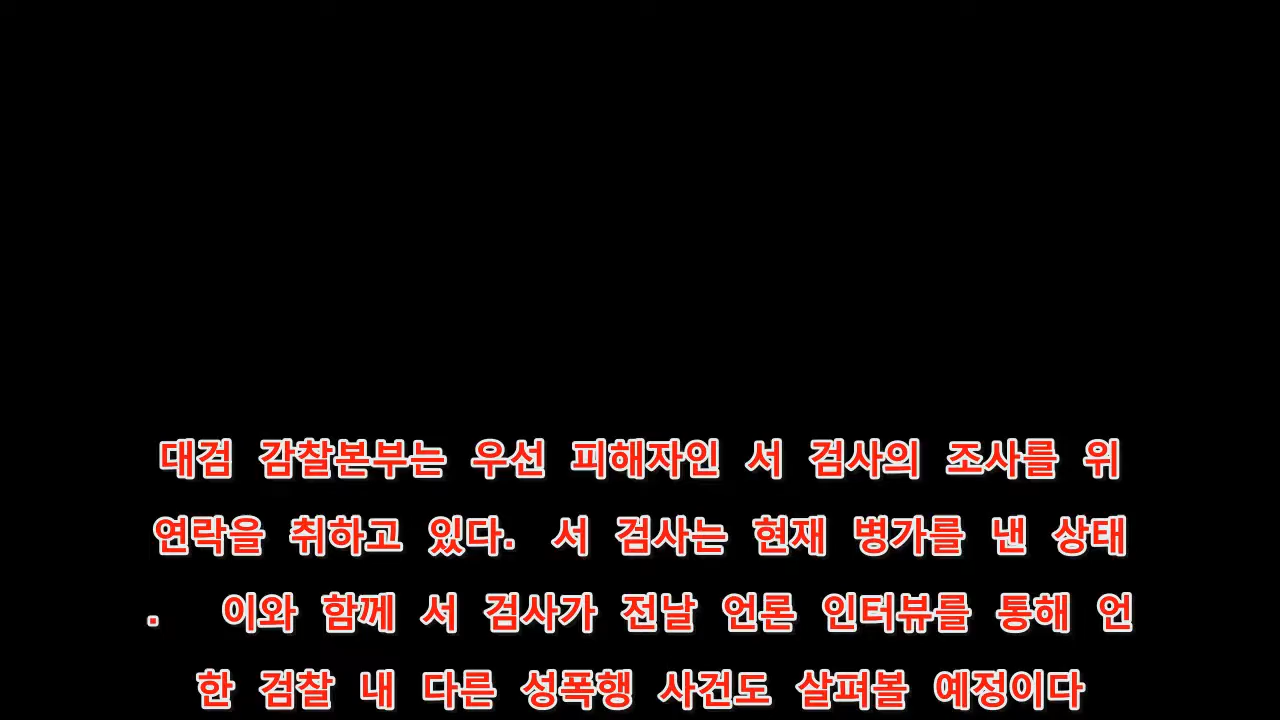 대검 감찰본부는 우선 피해자인 서 검사의 조사를 위
연락을 취하고 있다. 서 검사는 현재 병가를 낸 상태
. 이와 함께 서 검사가 전날 언론 인터뷰를 통해 언
한 검찰 내 다른 성폭행 사건도 살펴볼 예정이다